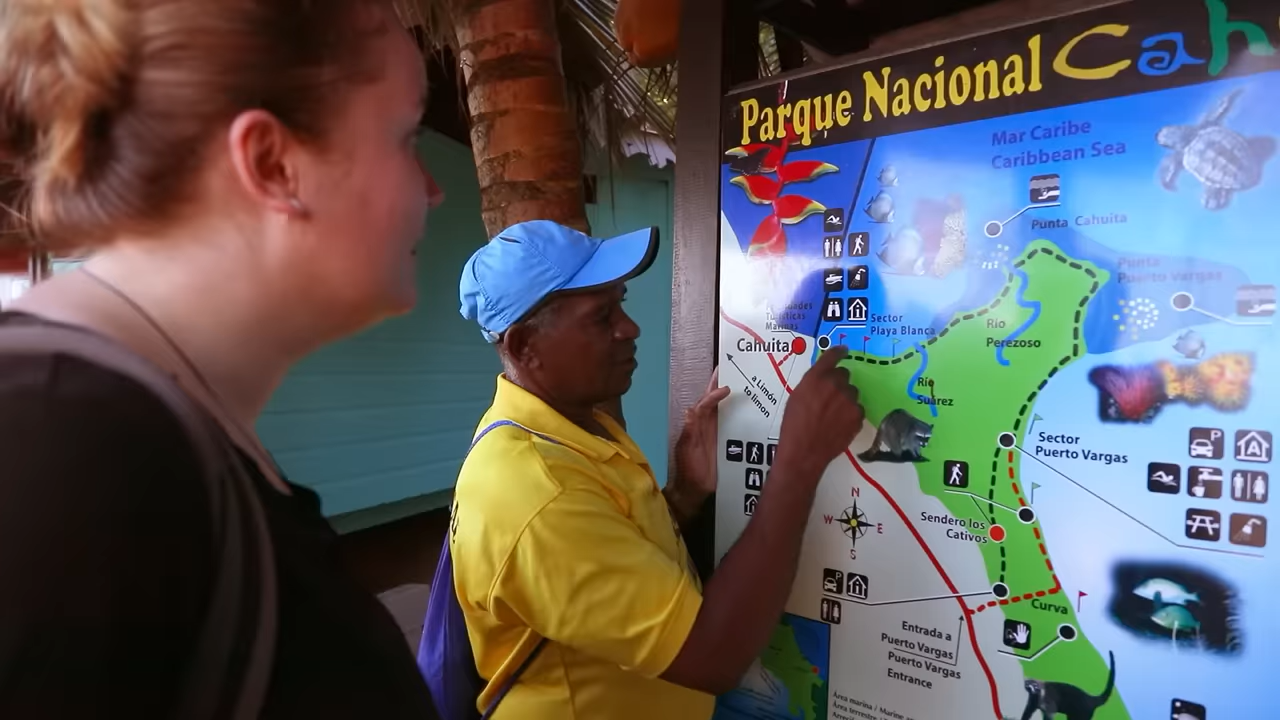 Parque Nacional Cah
Mar Caribe
Caribbean Sea
Punta Cahuita
Punta
Puerto Vargas
Sector
Playa Blanca
Cahuita
Río
Perezoso
a Limón
to limon
Río
Suárez
Sector
Puerto Vargas
N
W E
S
Sendero los
Cativos
Curva
Entrada a
Puerto Vargas
Puerto Vargas
Entrance